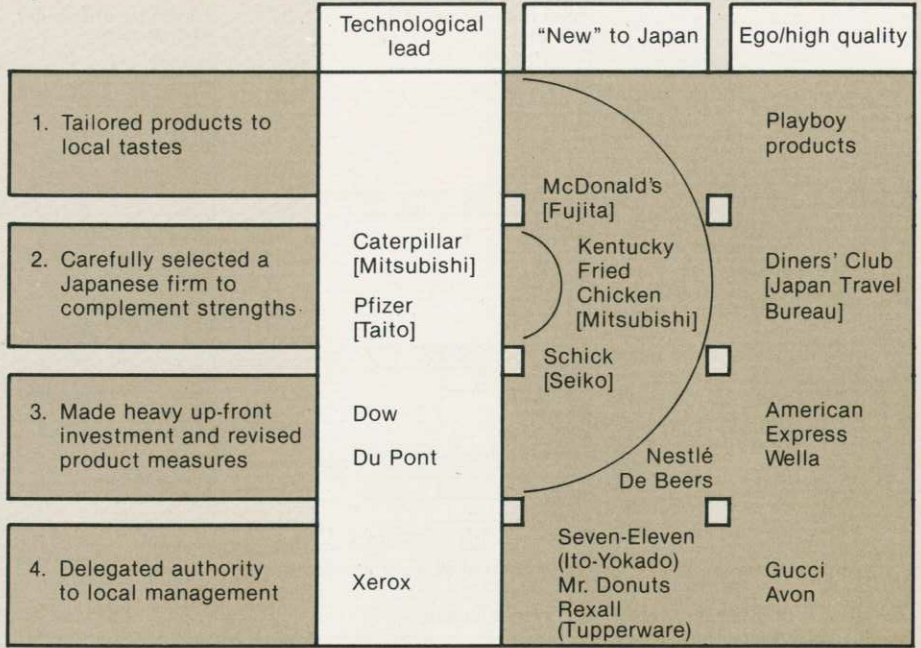 Technological
lead
“New” to Japan
Ego/high quality
1. Tailored products to
local tastes
Playboy
products
McDonald's
[Fujita]
2. Carefully selected a
Japanese firm to
complement strengths
Caterpillar
[Mitsubishi]
Pfizer
[Taito]
Kentucky
Fried
Chicken
[Mitsubishi]
Diners' Club
[Japan Travel
Bureau]
Schick
[Seiko]
3. Made heavy up-front
investment and revised
product measures
Dow
Du Pont
Nestlé
De Beers
American
Express
Wella
4. Delegated authority
to local management
Xerox
Seven-Eleven
(Ito-Yokado)
Mr. Donuts
Rexall
(Tupperware)
Gucci
Avon